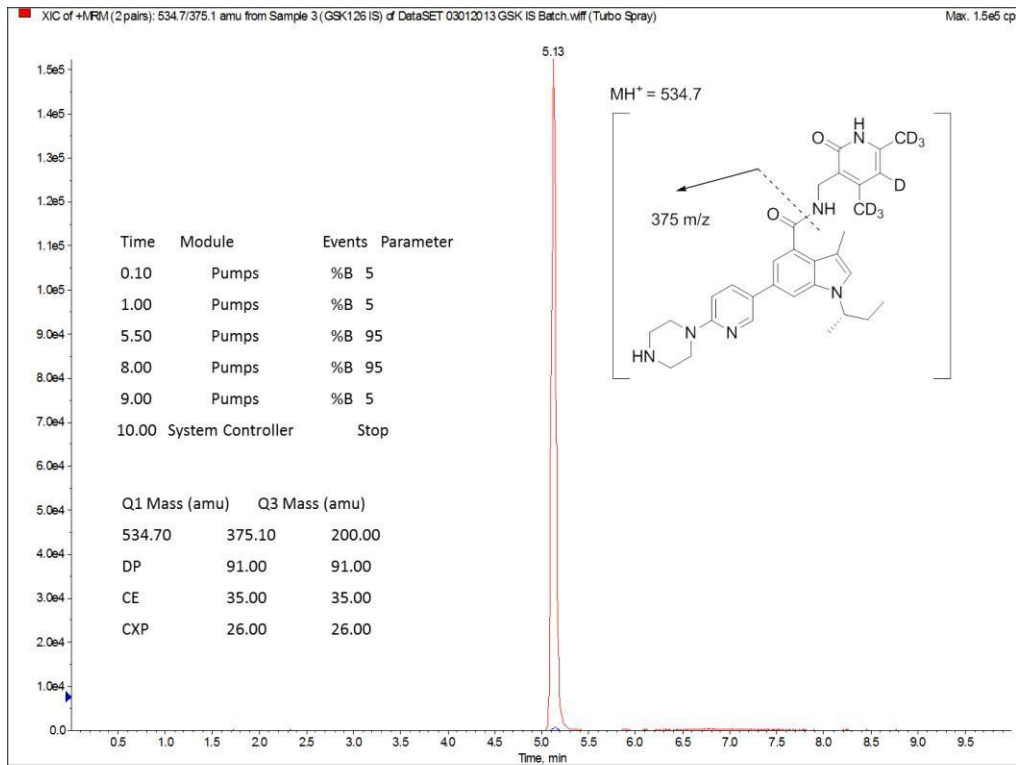 XIC of +MRM (2 pairs): 534.7/375.1 amu from Sample 3 (GSK126 IS) of DataSET 03012013 GSK IS Batch.wiff (Turbo Spray)
Max. 1.5e5 cp
5.13
1.5e5
1.4e5
1.3e5
1.2e5
1.1e5
1.0e5
9.0e4
8.0e4
7.0e4
6.0e4
5.0e4
4.0e4
3.0e4
2.0e4
1.0e4
0.0
MH+ = 534.7
H
O
N
CD3
D
CD3
NH
O
375 m/z
N
N
N
HN
Time Module Events Parameter
0.10 Pumps %B 5
1.00 Pumps %B 5
5.50 Pumps %B 95
8.00 Pumps %B 95
9.00 Pumps %B 5
10.00 System Controller Stop
Q1 Mass (amu) Q3 Mass (amu)
534.70 375.10 200.00
DP 91.00 91.00
CE 35.00 35.00
CXP 26.00 26.00
0.5 1.0 1.5 2.0 2.5 3.0 3.5 4.0 4.5 5.0 5.5 6.0 6.5 7.0 7.5 8.0 8.5 9.0 9.5
Time, min